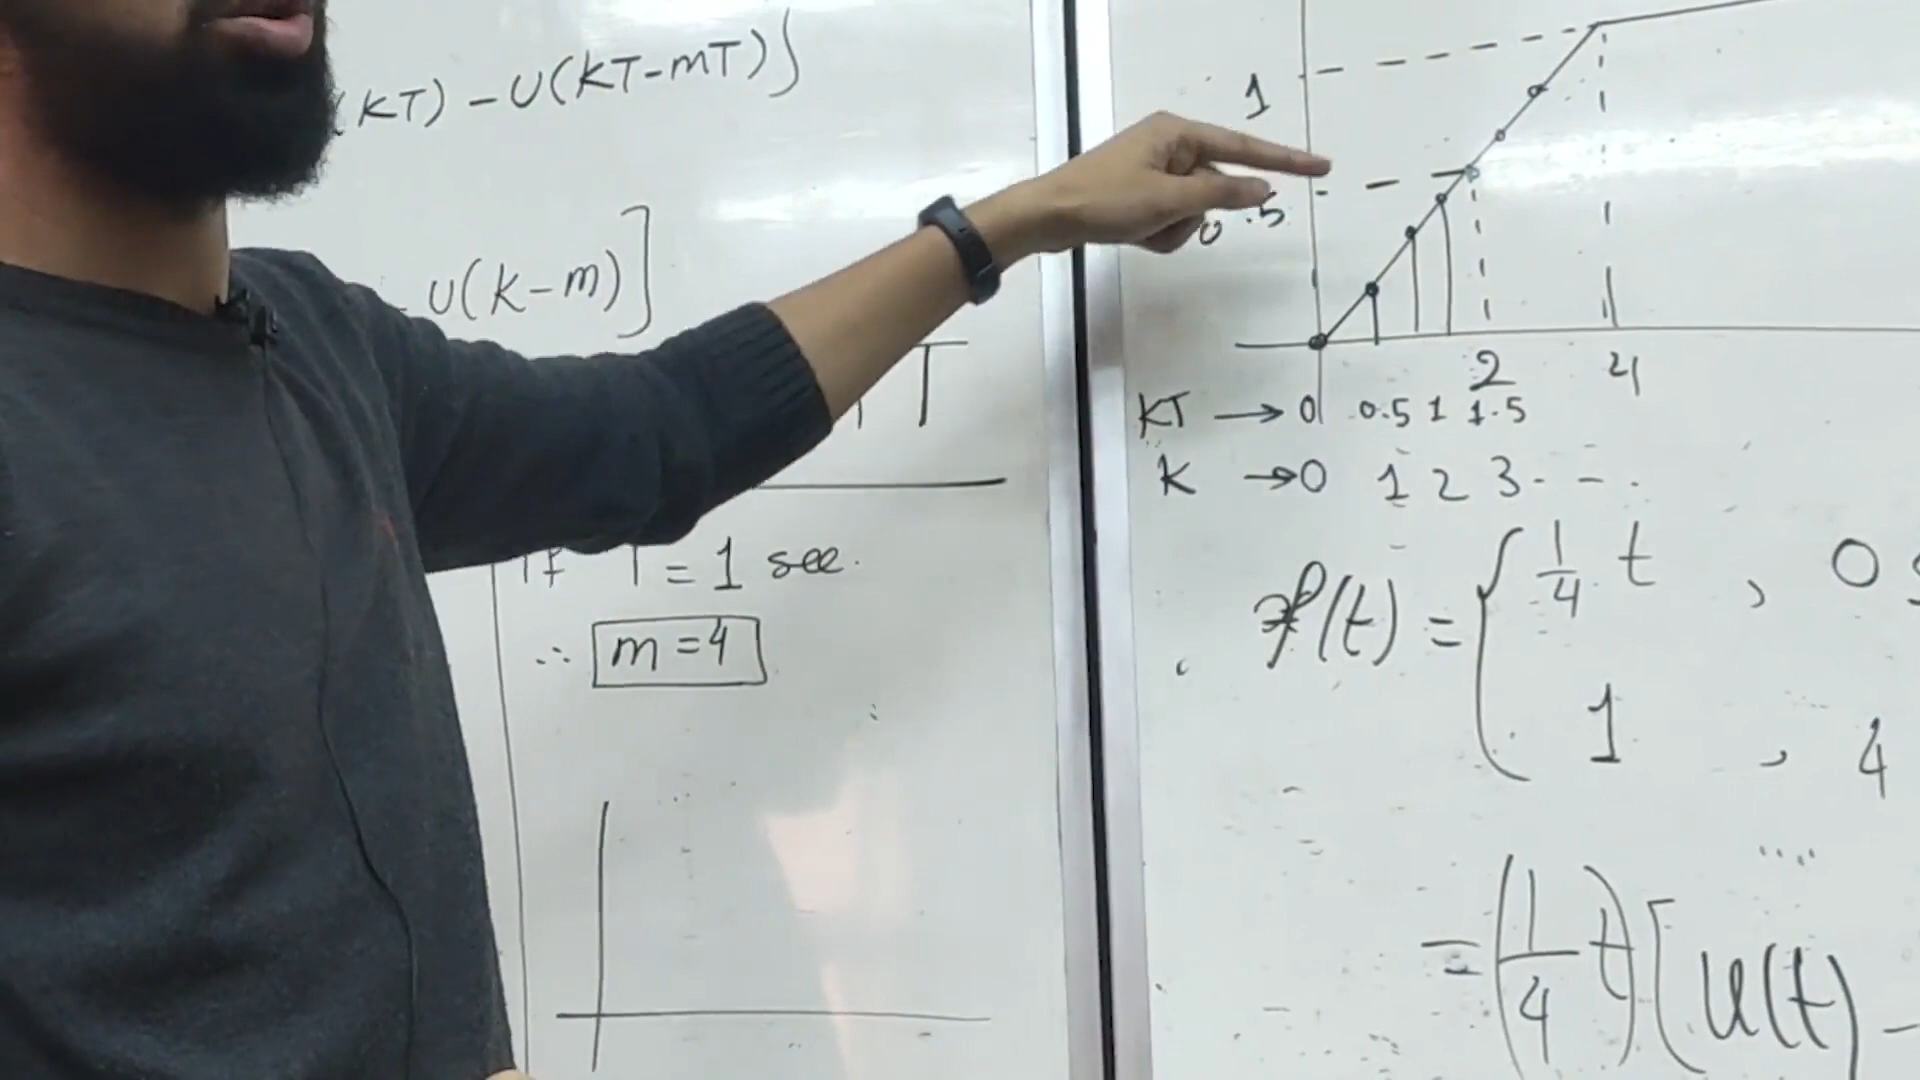 (KT) - U(KT-mT)}
- U(k-m)]
T
If T = 1 sec.
∴ m = 4
1
0.5
2 4
KT → 0 0.5 1 1.5
K → 0 1 2 3 - - .
f(t) = { 1/4 t , 0 ≤
1 , 4
= (1/4 t) [u(t) -